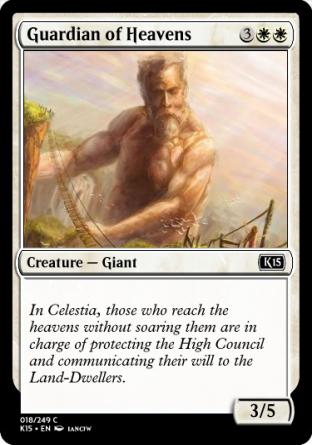 Guardian of Heavens 3
Creature — Giant K15
In Celestia, those who reach the
heavens without soaring them are in
charge of protecting the High Council
and communicating their will to the
Land-Dwellers.
018/249 C
K15 • EN IANCIW
3/5